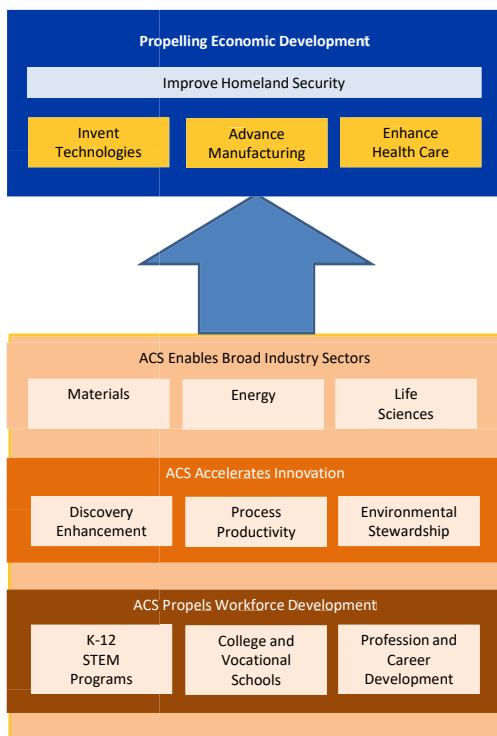 Propelling Economic Development
Improve Homeland Security
Invent
Technologies
Advance
Manufacturing
Enhance
Health Care
ACS Enables Broad Industry Sectors
Materials
Energy
Life
Sciences
ACS Accelerates Innovation
Discovery
Enhancement
Process
Productivity
Environmental
Stewardship
ACS Propels Workforce Development
K-12
STEM
Programs
College and
Vocational
Schools
Profession and
Career
Development